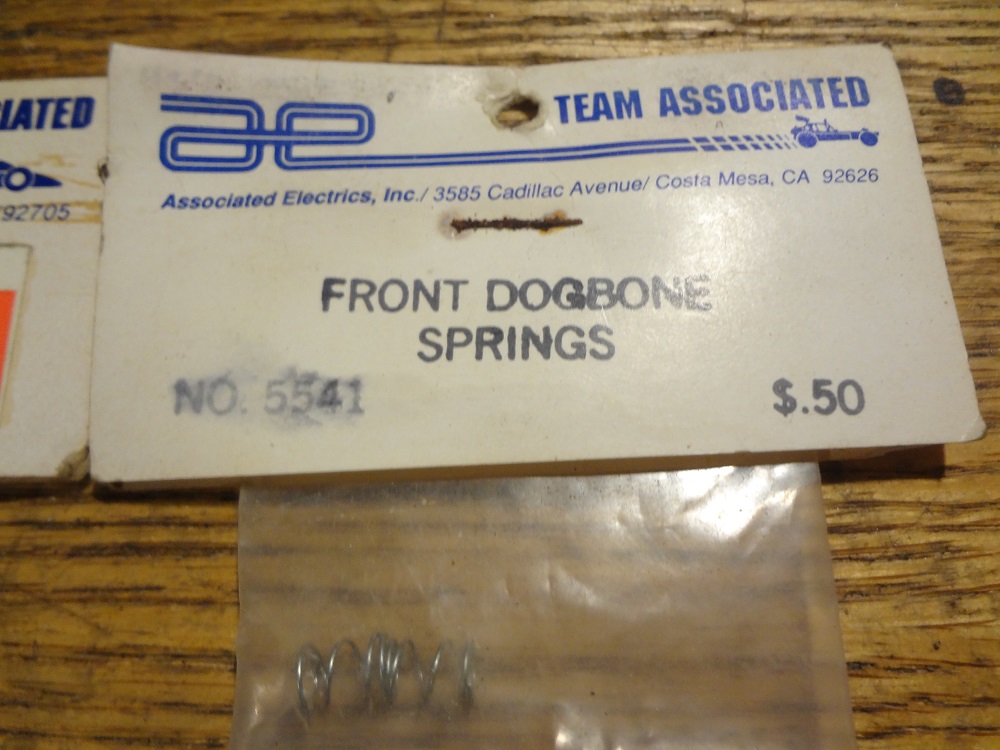 IATED
92705
ae
TEAM ASSOCIATED
Associated Electrics, Inc./ 3585 Cadillac Avenue/ Costa Mesa, CA 92626
FRONT DOGBONE
SPRINGS
NO. 5541
$.50